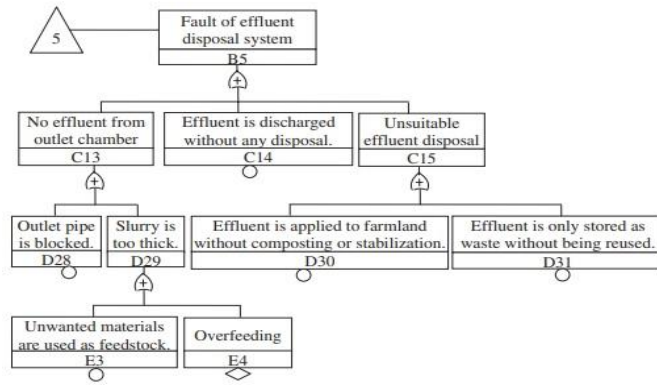 Fault of effluent
disposal system
5
B5
+
No effluent from
outlet chamber
C13
Effluent is discharged
without any disposal.
C14
Unsuitable
effluent disposal
C15
+
+
Outlet pipe
is blocked.
D28
Slurry is
too thick.
D29
Effluent is applied to farmland
without composting or stabilization.
D30
Effluent is only stored as
waste without being reused.
D31
+
Unwanted materials
are used as feedstock.
E3
Overfeeding
E4